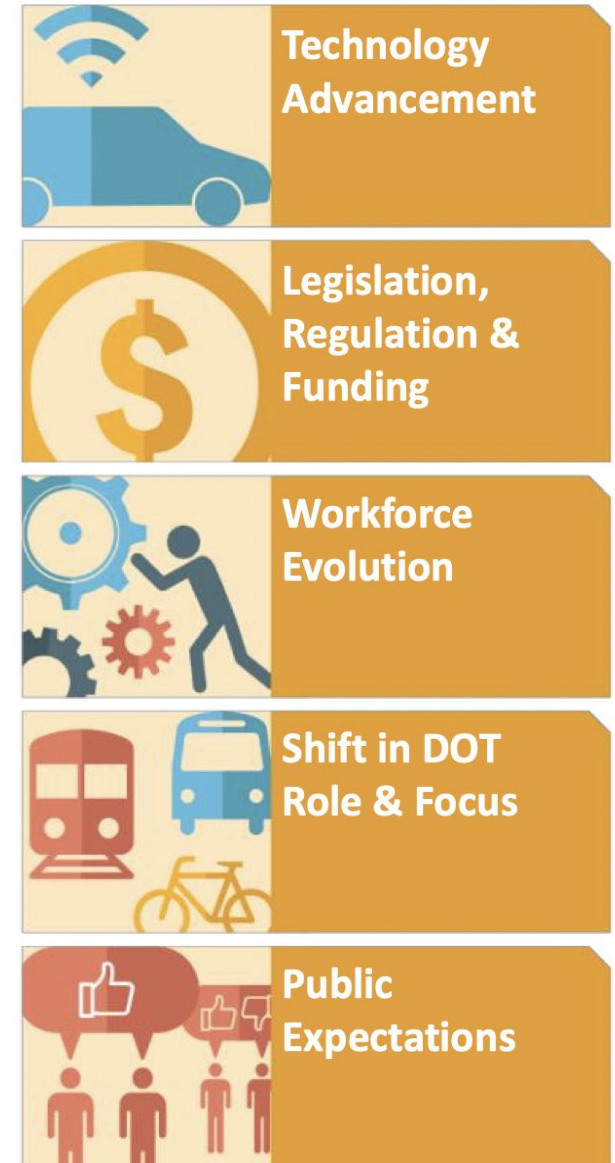 Technology
Advancement
Legislation,
Regulation &
Funding
Workforce
Evolution
Shift in DOT
Role & Focus
Public
Expectations